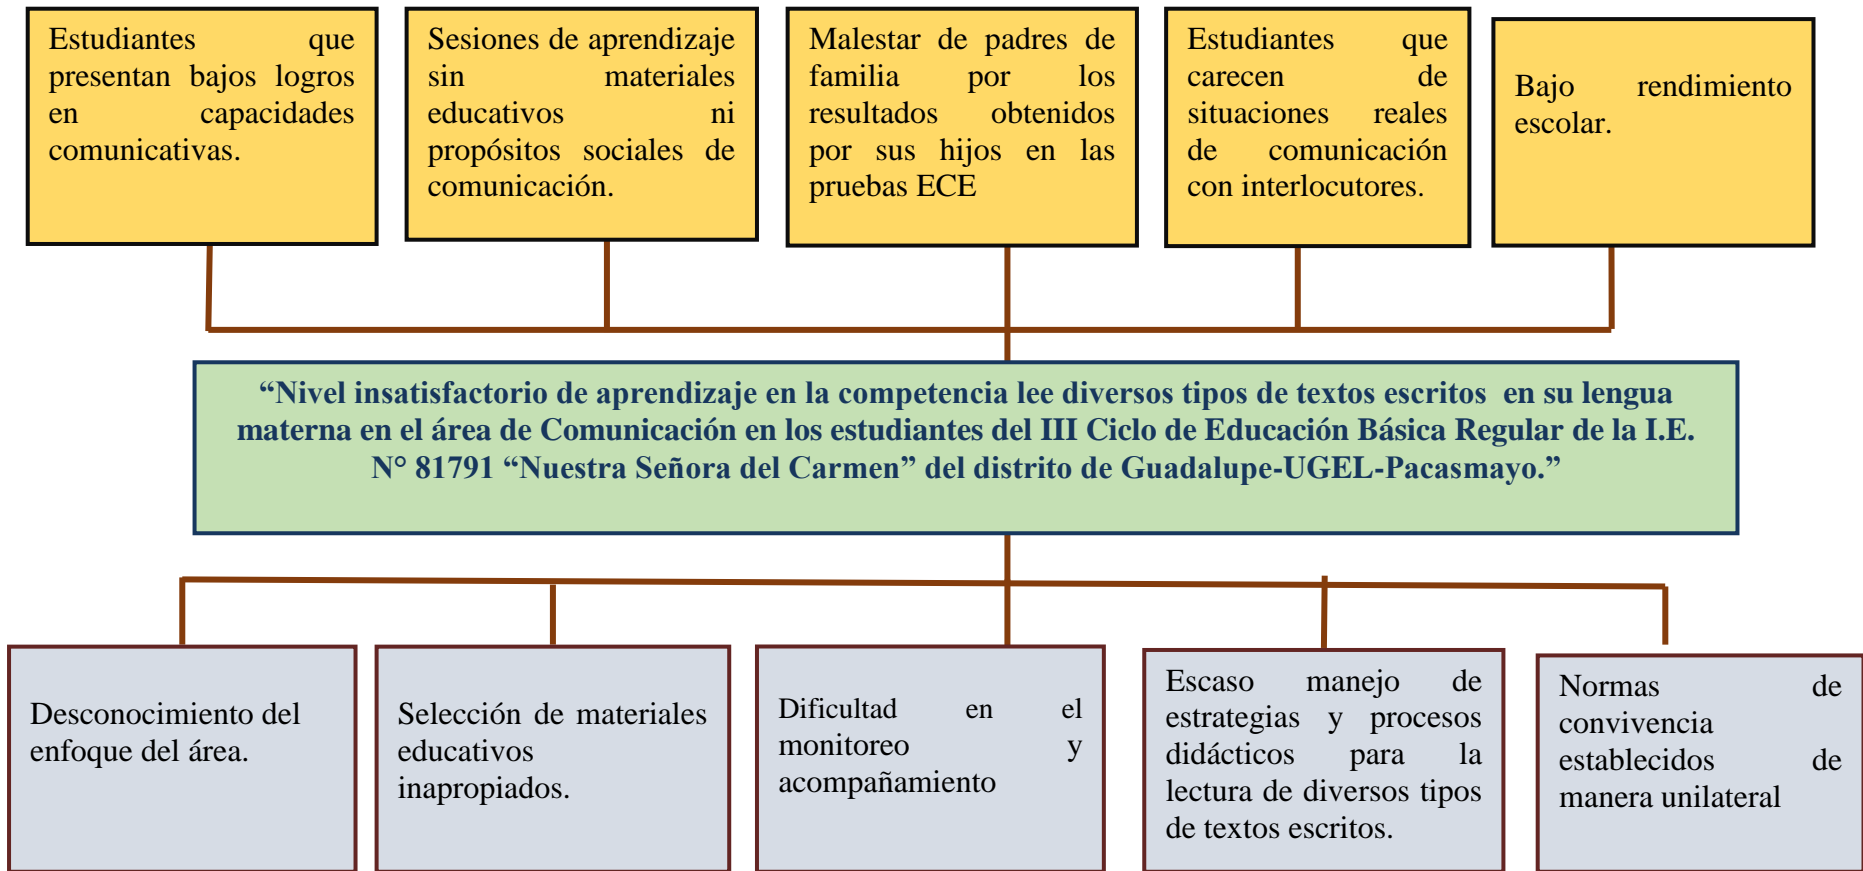 Estudiantes que
presentan bajos logros
en capacidades
comunicativas.
Sesiones de aprendizaje
sin materiales
educativos ni
propósitos sociales de
comunicación.
Malestar de padres de
familia por los
resultados obtenidos
por sus hijos en las
pruebas ECE
Estudiantes que
carecen de
situaciones reales
de comunicación
con interlocutores.
Bajo rendimiento
escolar.
“Nivel insatisfactorio de aprendizaje en la competencia lee diversos tipos de textos escritos en su lengua
materna en el área de Comunicación en los estudiantes del III Ciclo de Educación Básica Regular de la I.E.
N° 81791 “Nuestra Señora del Carmen” del distrito de Guadalupe-UGEL-Pacasmayo.”
Desconocimiento del
enfoque del área.
Selección de materiales
educativos
inapropiados.
Dificultad en el
monitoreo y
acompañamiento
Escaso manejo de
estrategias y procesos
didácticos para la
lectura de diversos tipos
de textos escritos.
Normas de
convivencia
establecidos de
manera unilateral